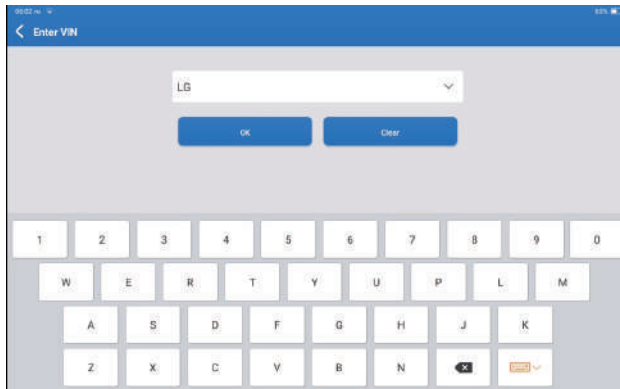 Enter VIN
LG
OK
Clear
1 2 3 4 5 6 7 8 9 0
W E R T Y U P L M
A S D F G H J K
Z X C V B N